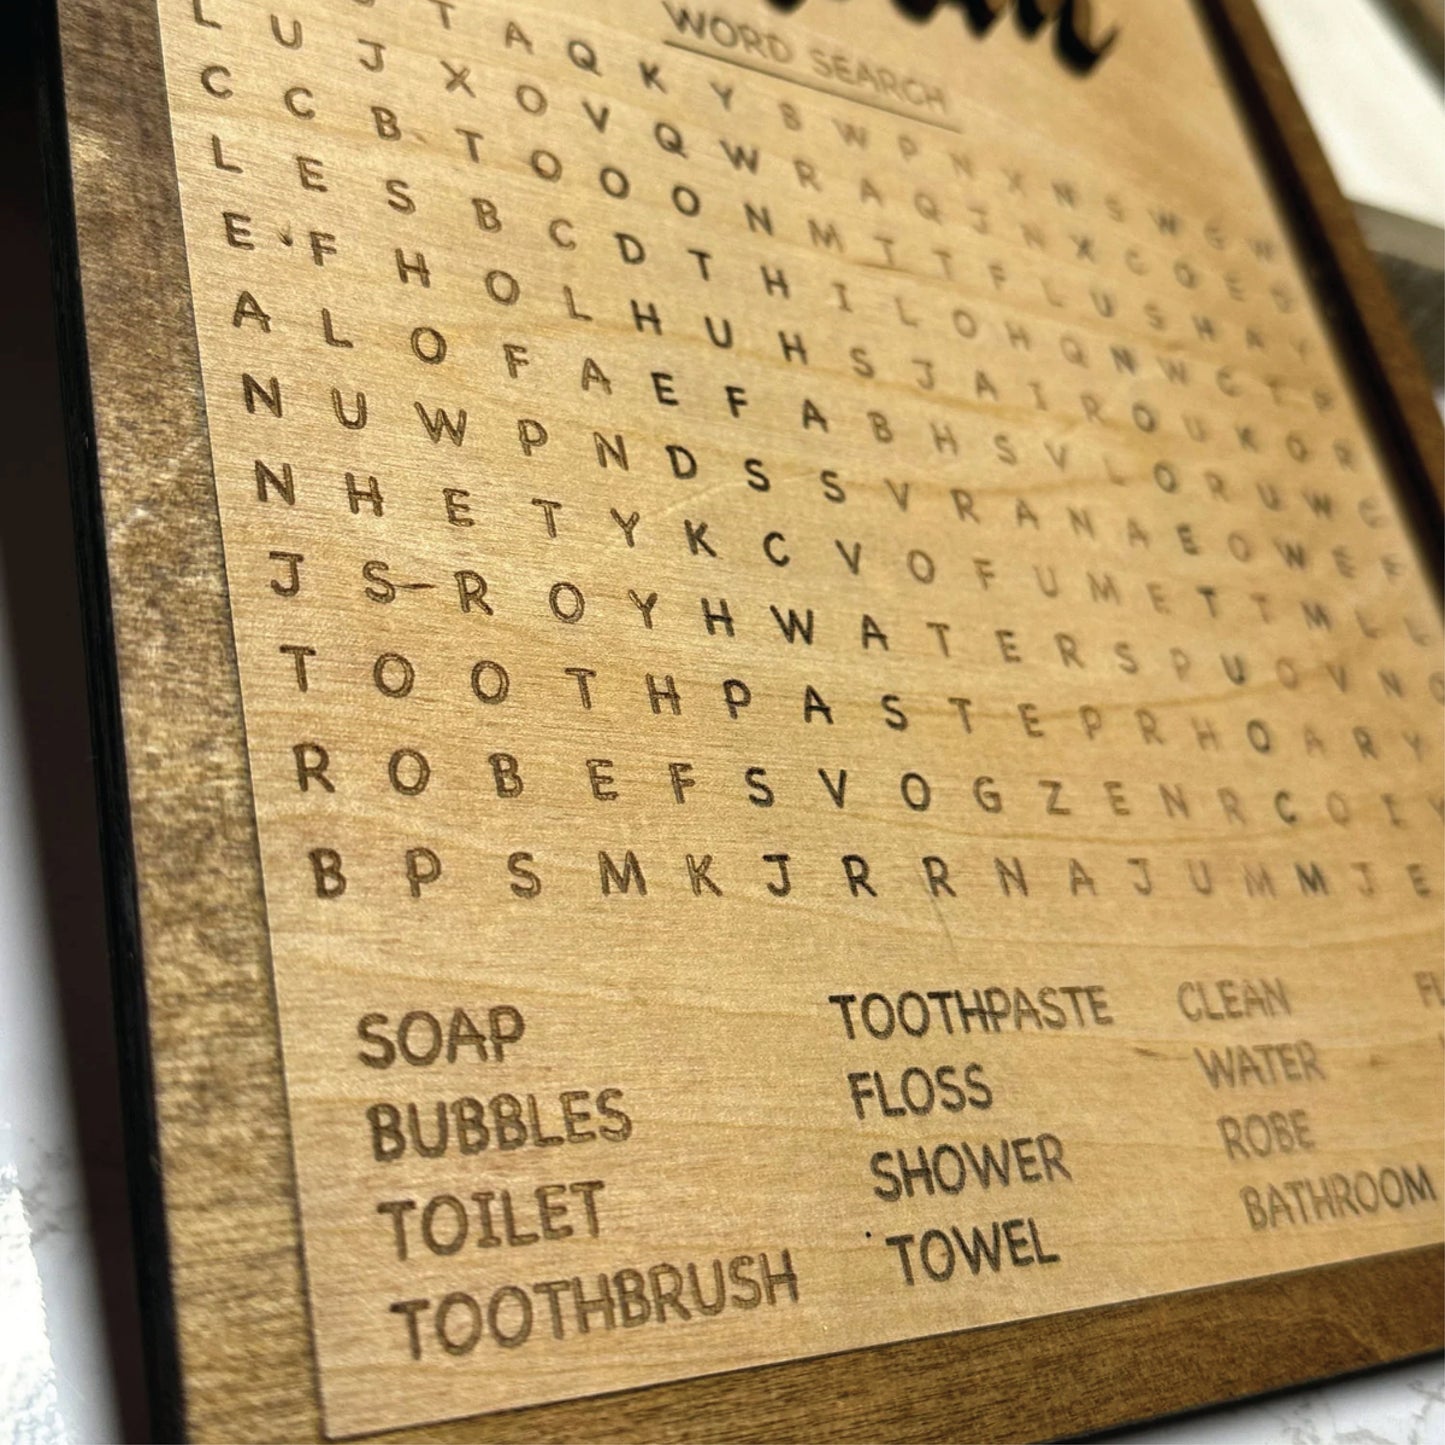 WORD SEARCH
T A Q K Y B W P N X N S W E W
L U J X O V Q W R A Q J N X C O E
C C B T O O O N M T T F L U S H A Y
L E S B C D T H I L O H Q N W C T P
E F H O L H U H S J A I R O U K O R
A L O F A E F A B H S V L O R U W E
N U W P N D S S V R A N A E O W E F
N H E T Y K C V O F U M E T T M L L
J S R O Y H W A T E R S P U O V N O
T O O T H P A S T E P R H O A R Y
R O B E F S V O G Z E N R C O I Y
B P S M K J R R N A J U M M J E
SOAP
BUBBLES
TOILET
TOOTHBRUSH
TOOTHPASTE
FLOSS
SHOWER
TOWEL
CLEAN
WATER
ROBE
BATHROOM